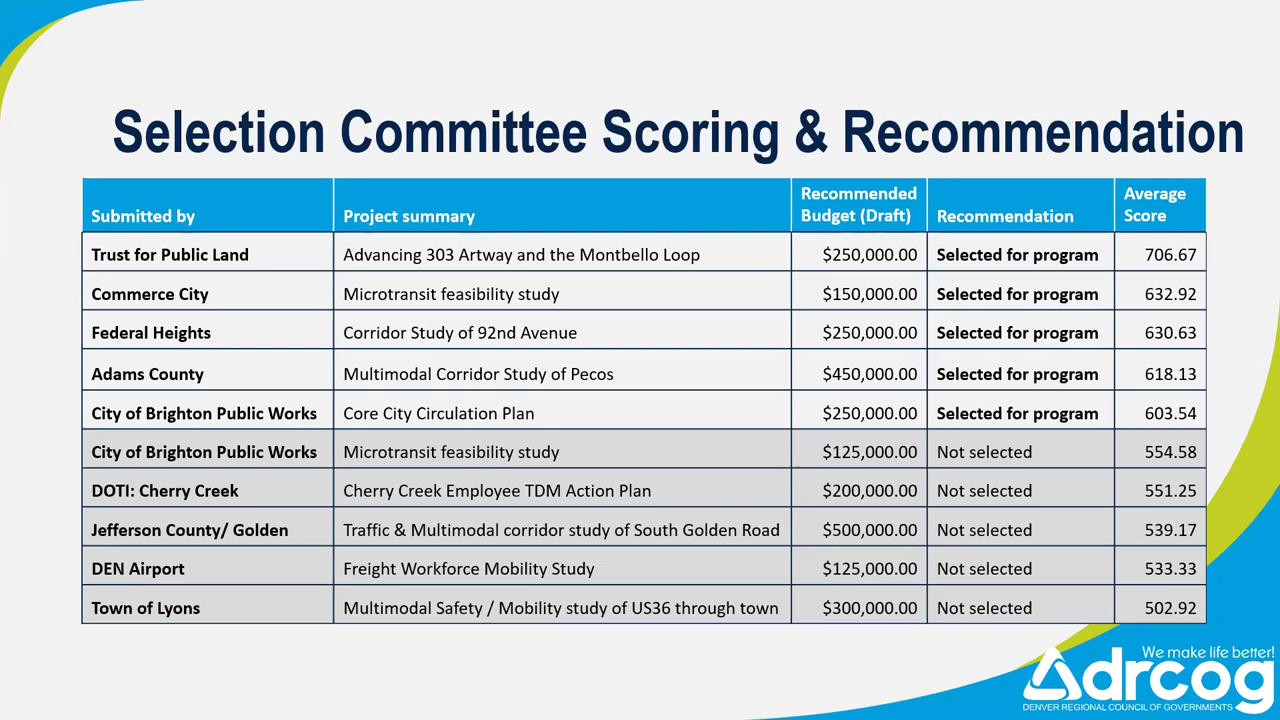 Selection Committee Scoring & Recommendation
Submitted by Project summary Recommended Budget (Draft) Recommendation Average Score
Trust for Public Land Advancing 303 Artway and the Montbello Loop $250,000.00 Selected for program 706.67
Commerce City Microtransit feasibility study $150,000.00 Selected for program 632.92
Federal Heights Corridor Study of 92nd Avenue $250,000.00 Selected for program 630.63
Adams County Multimodal Corridor Study of Pecos $450,000.00 Selected for program 618.13
City of Brighton Public Works Core City Circulation Plan $250,000.00 Selected for program 603.54
City of Brighton Public Works Microtransit feasibility study $125,000.00 Not selected 554.58
DOTI: Cherry Creek Cherry Creek Employee TDM Action Plan $200,000.00 Not selected 551.25
Jefferson County/ Golden Traffic & Multimodal corridor study of South Golden Road $500,000.00 Not selected 539.17
DEN Airport Freight Workforce Mobility Study $125,000.00 Not selected 533.33
Town of Lyons Multimodal Safety / Mobility study of US36 through town $300,000.00 Not selected 502.92
We make life better!
drcog
DENVER REGIONAL COUNCIL OF GOVERNMENTS